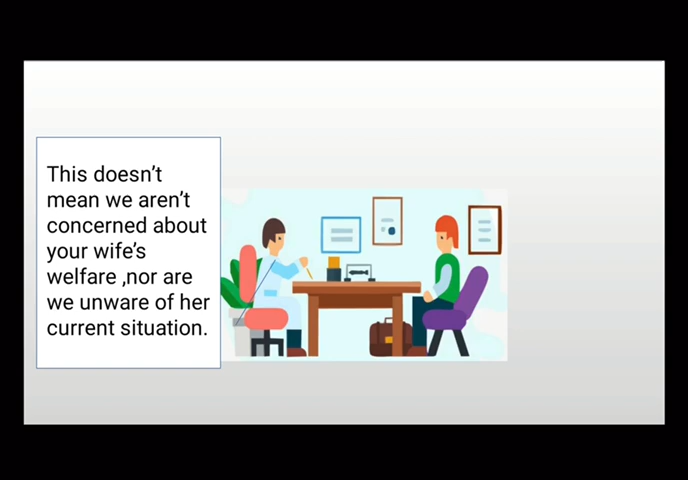 This doesn’t
mean we aren’t
concerned about
your wife’s
welfare ,nor are
we unware of her
current situation.